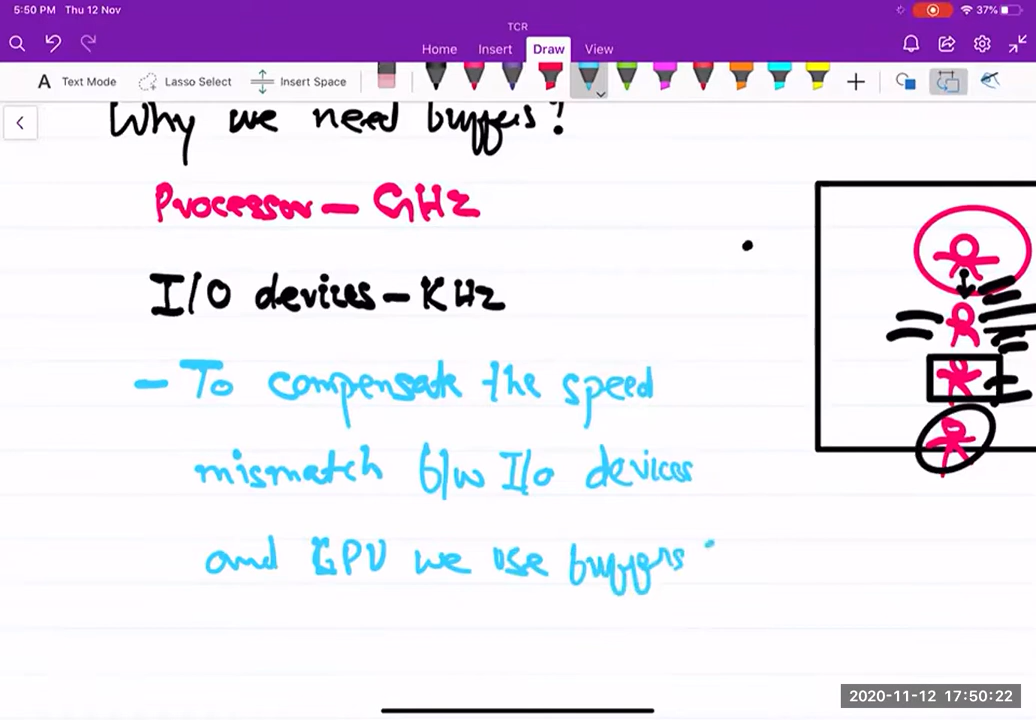 5:50 PM Thu 12 Nov
37%
TCR
Home Insert Draw View
A Text Mode Lasso Select Insert Space
Why we need buffers?
Processor - GHz
I/O devices - KHz
- To compensate the speed
mismatch b/w I/o devices
and CPU we use buffers
2020-11-12 17:50:22